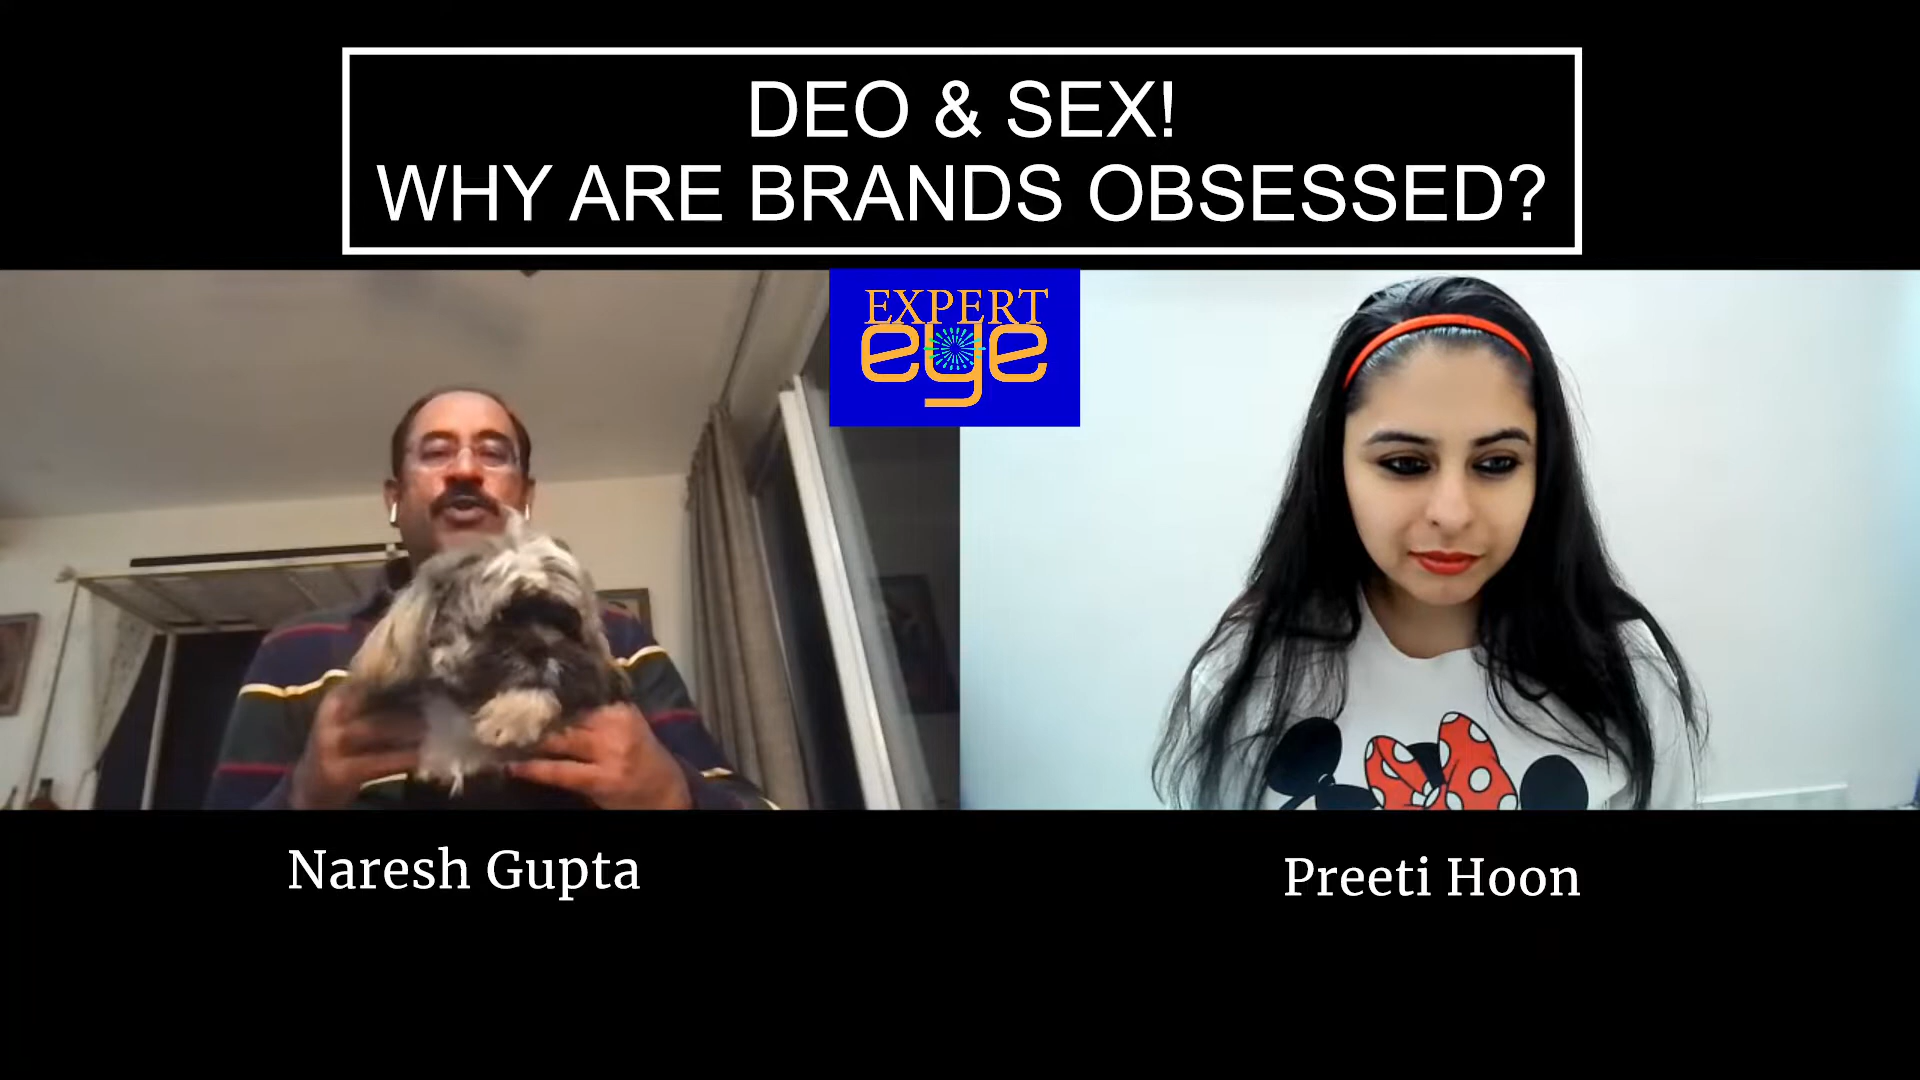 DEO & SEX!
WHY ARE BRANDS OBSESSED?
EXPERT
eye
Naresh Gupta
Preeti Hoon